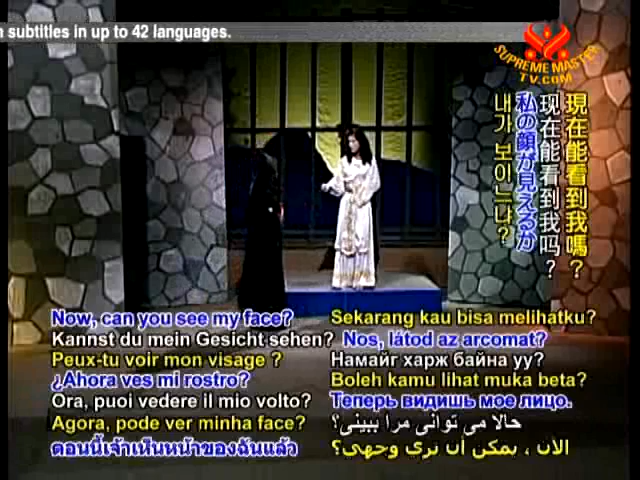 n subtitles in up to 42 languages.
SUPREME MASTER
TV.COM
現在能看到我嗎?
现在能看到我吗?
私の顔が見えるか
내가 보이느냐?
Now, can you see my face?
Kannst du mein Gesicht sehen?
Peux-tu voir mon visage ?
¿Ahora ves mi rostro?
Ora, puoi vedere il mio volto?
Agora, pode ver minha face?
ตอนนี้เจ้าเห็นหน้าของฉันแล้ว
Sekarang kau bisa melihatku?
Nos, látod az arcomat?
Намайг харж байна уу?
Boleh kamu lihat muka beta?
Теперь видишь мое лицо.
حالا می توانی مرا ببینی؟
الآن ، يمكن أن ترى وجهي؟